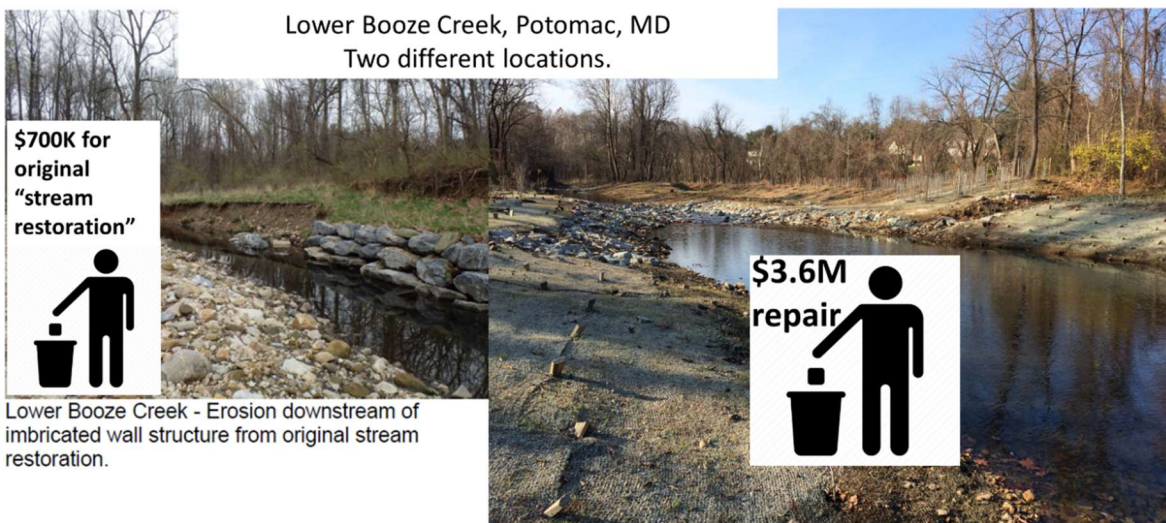 Lower Booze Creek, Potomac, MD
Two different locations.
$700K for
original
“stream
restoration”
$3.6M
repair
Lower Booze Creek - Erosion downstream of
imbricated wall structure from original stream
restoration.